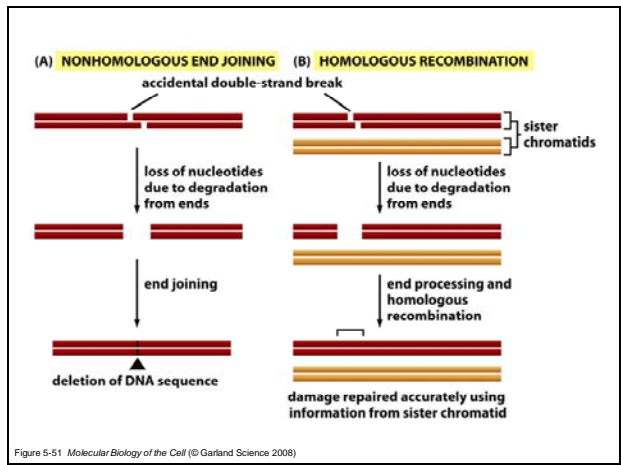 (A) NONHOMOLOGOUS END JOINING
(B) HOMOLOGOUS RECOMBINATION
accidental double-strand break
sister
chromatids
loss of nucleotides
due to degradation
from ends
loss of nucleotides
due to degradation
from ends
end joining
end processing and
homologous
recombination
deletion of DNA sequence
damage repaired accurately using
information from sister chromatid
Figure 5-51 Molecular Biology of the Cell (© Garland Science 2008)